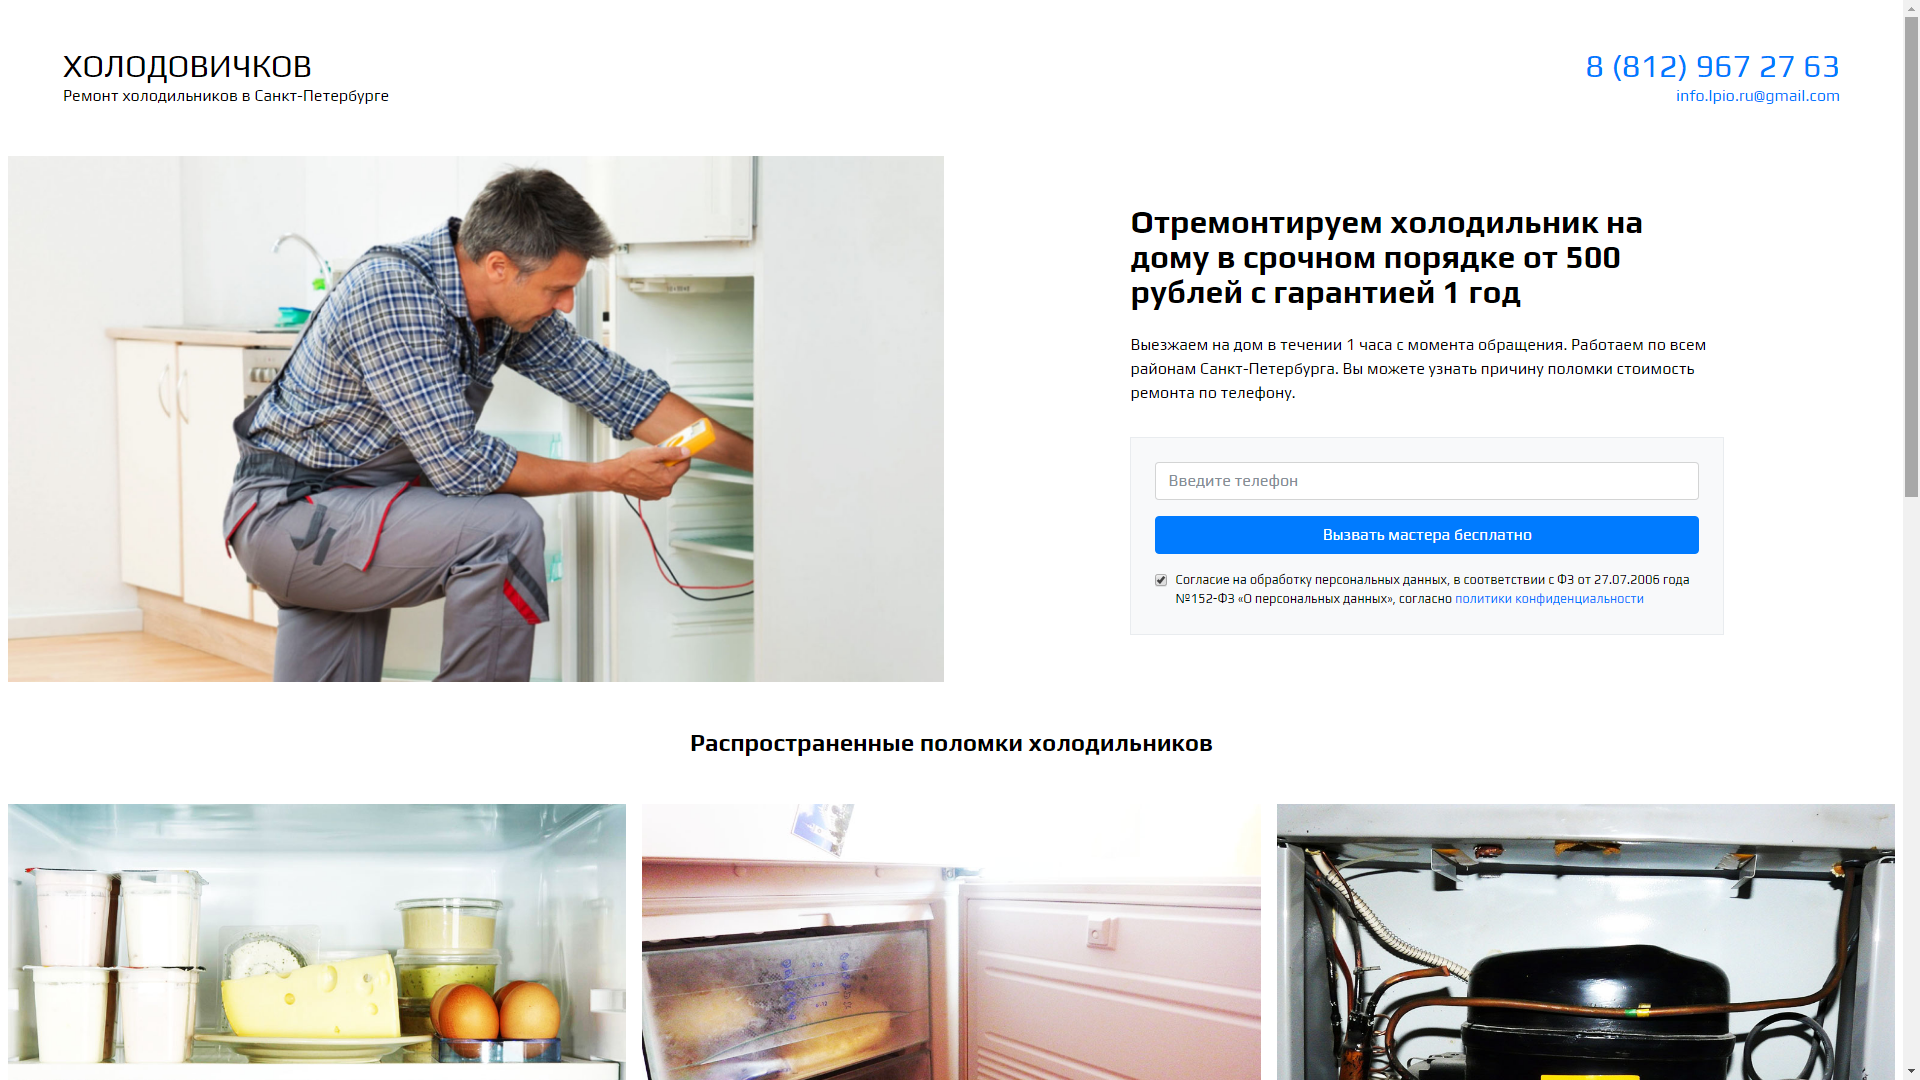 ХОЛОДОВИЧКОВ
Ремонт холодильников в Санкт-Петербурге
8 (812) 967 27 63
info.lpio.ru@gmail.com
Отремонтируем холодильник на
дому в срочном порядке от 500
рублей с гарантией 1 год
Выезжаем на дом в течении 1 часа с момента обращения. Работаем по всем
районам Санкт-Петербурга. Вы можете узнать причину поломки стоимость
ремонта по телефону.
Введите телефон
Вызвать мастера бесплатно
Согласие на обработку персональных данных, в соответствии с ФЗ от 27.07.2006 года
№152-ФЗ «О персональных данных», согласно политики конфиденциальности
Распространенные поломки холодильников